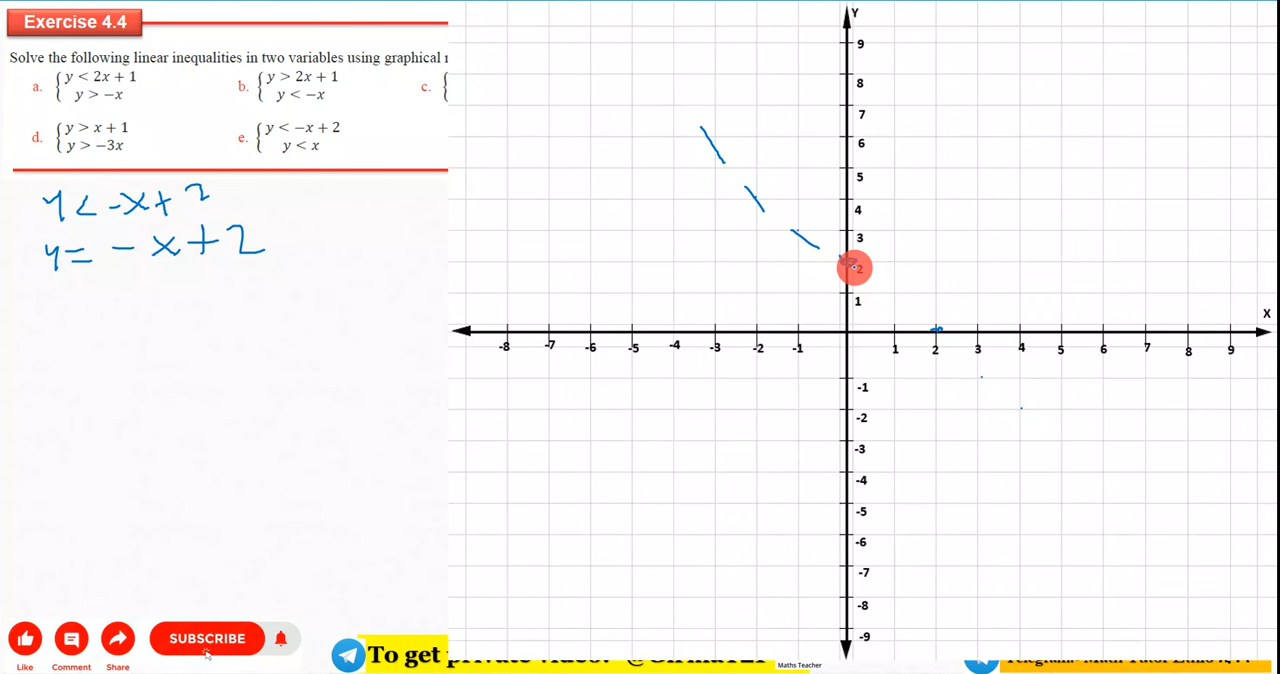 Exercise 4.4
Solve the following linear inequalities in two variables using graphical
a. { y < 2x + 1
y > −x
b. { y > 2x + 1
y < −x
c. {
d. { y > x + 1
y > −3x
e. { y < −x + 2
y < x
y < -x + 2
y = - x + 2
Y
9
8
7
6
5
4
3
2
1
X
-8 -7 -6 -5 -4 -3 -2 -1 1 2 3 4 5 6 7 8 9
-1
-2
-3
-4
-5
-6
-7
-8
-9
SUBSCRIBE
Like Comment Share
To get
Maths Teacher